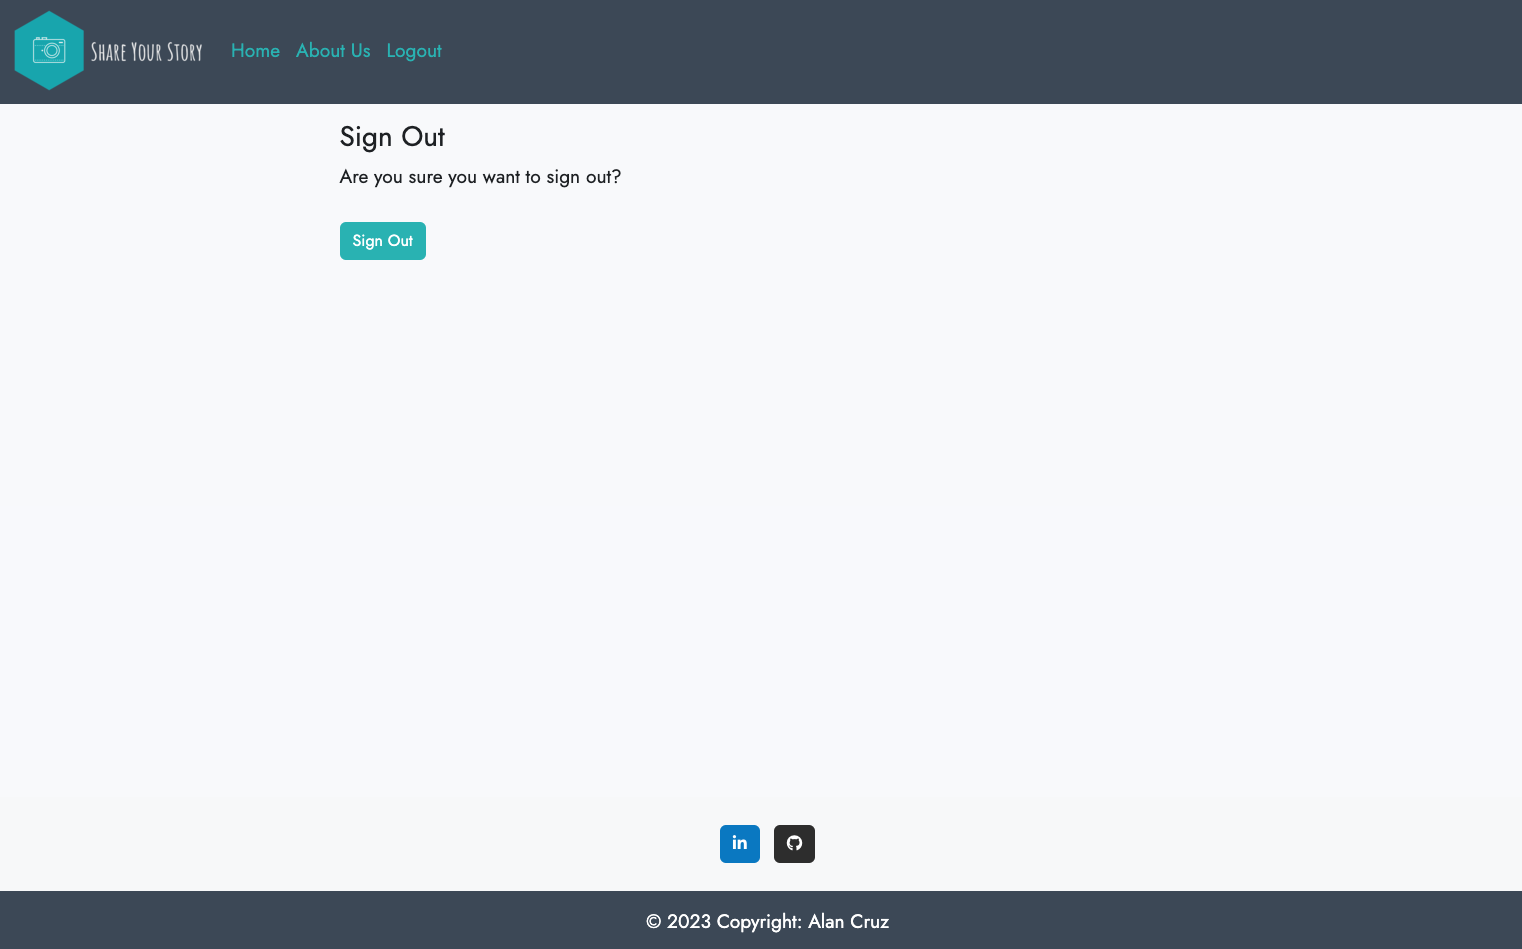 Share Your Story
Home About Us Logout
Sign Out
Are you sure you want to sign out?
Sign Out
in
© 2023 Copyright: Alan Cruz